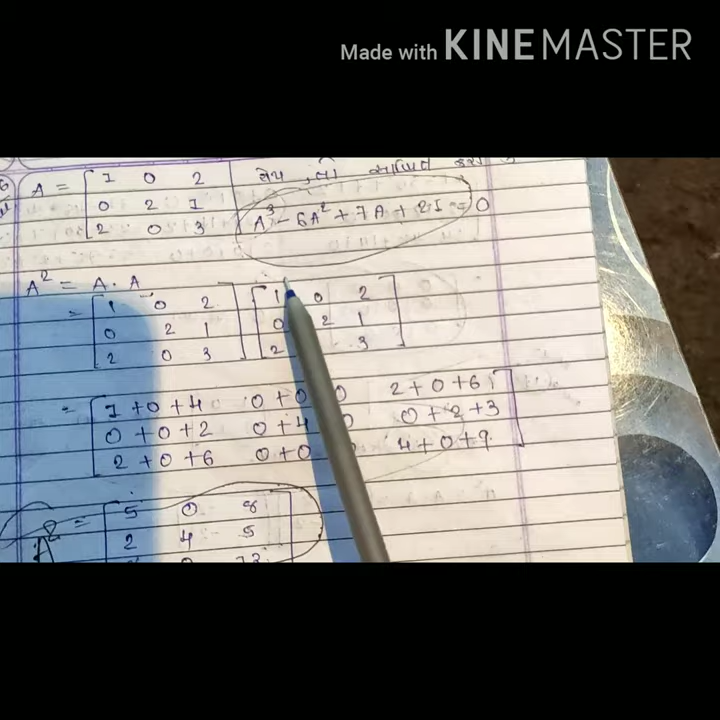 Made with KINEMASTER
A = [ 1 0 2
0 2 1
2 0 3 ]
A³ - 6A² + 7A + 2I = 0
A² = A · A
= [ 1 0 2 ] [ 1 0 2 ]
0 2 1 0 2 1
2 0 3 2 3
= [ 1+0+4 0+0 0 2+0+6 ]
0+0+2 0+4 0 0+2+3
2+0+6 0+0 4+0+9
= [ 5 0 8 ]
2 4 5